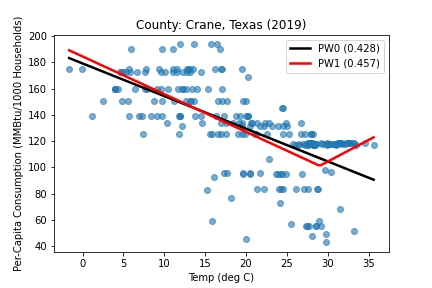 County: Crane, Texas (2019)
Per-Capita Consumption (MMBtu/1000 Households)
200
180
160
140
120
100
80
60
40
PW0 (0.428)
PW1 (0.457)
0 5 10 15 20 25 30 35
Temp (deg C)